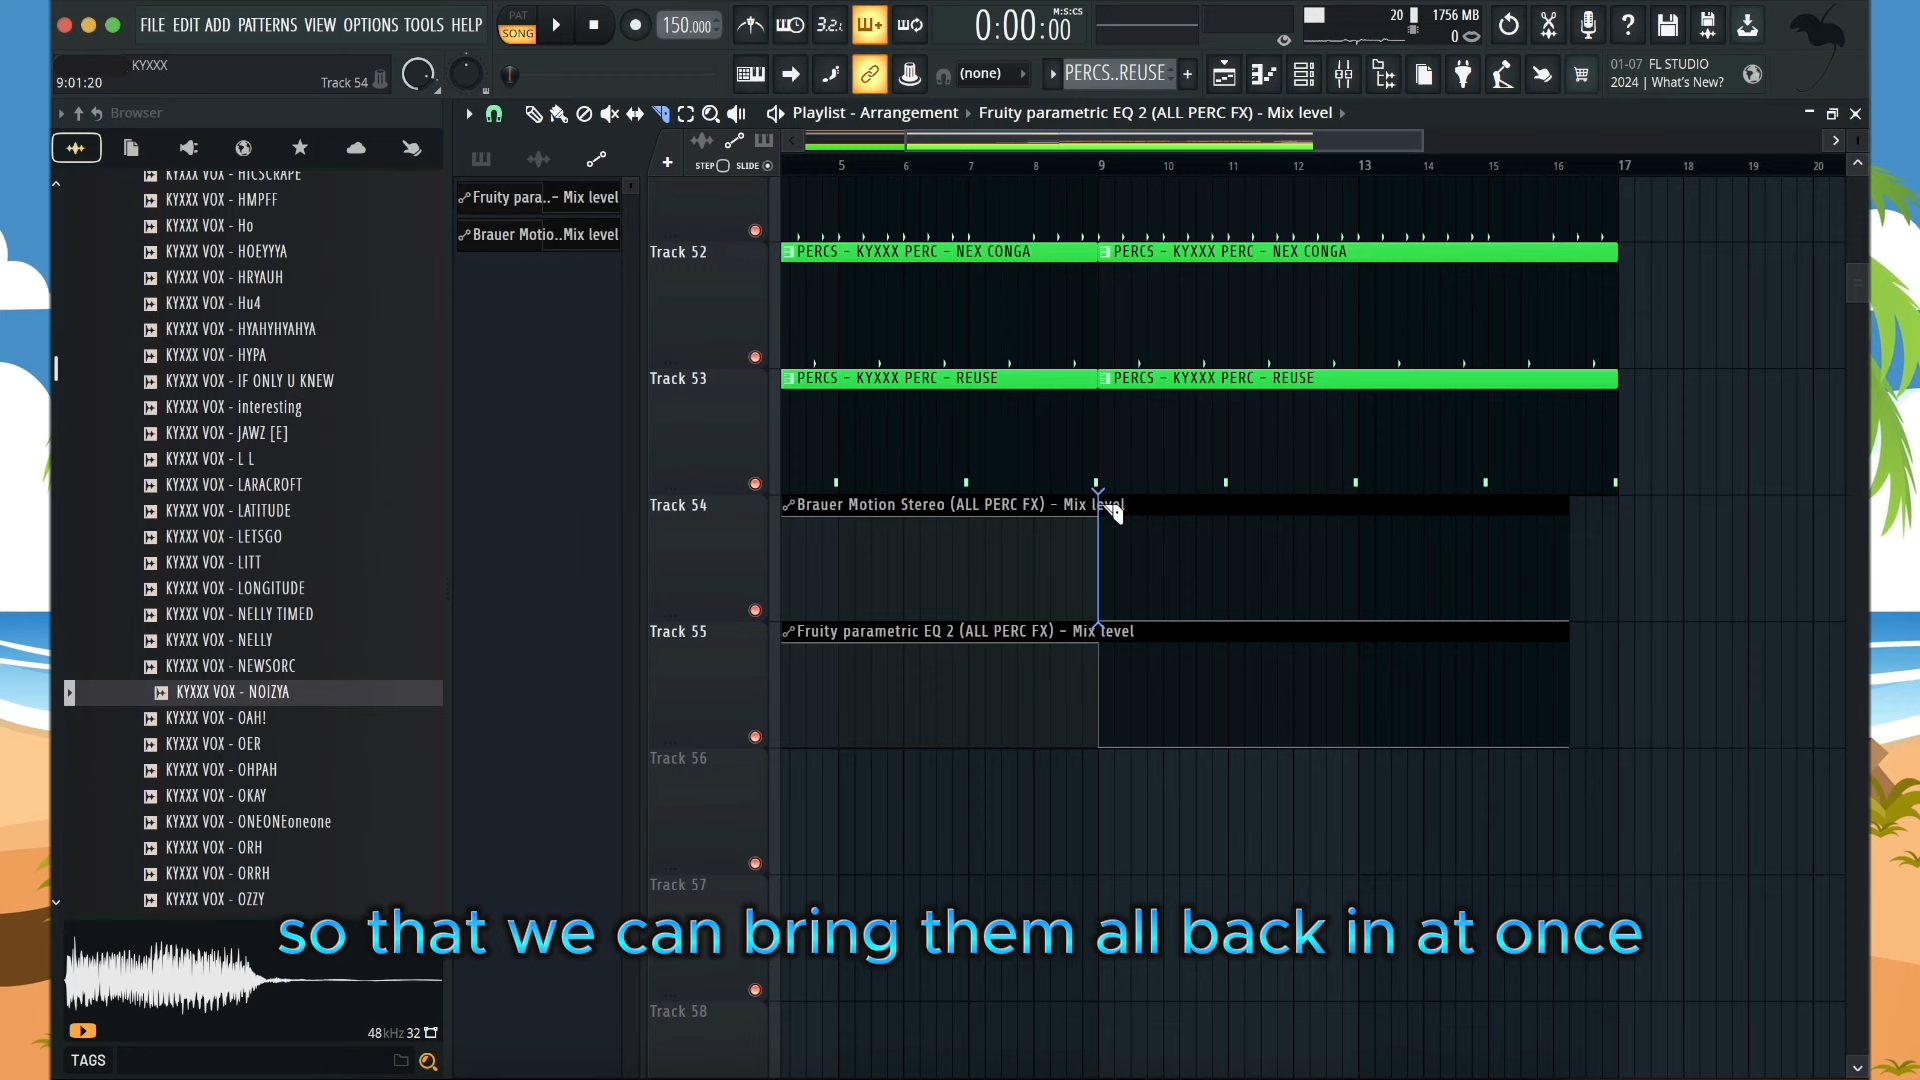 FILE EDIT ADD PATTERNS VIEW OPTIONS TOOLS HELP
PAT
SONG
150.000
3.2.
0:00:00
M:S:CS
20
1756 MB
0
KYXXX
9:01:20
Track 54
(none)
PERCS..REUSE
01-07 FL STUDIO
2024 | What's New?
Browser
Playlist - Arrangement
Fruity parametric EQ 2 (ALL PERC FX) - Mix level
STEP
SLIDE
5 6 7 8 9 10 11 12 13 14 15 16 17 18 19 20
Fruity para..- Mix level
Brauer Motio..Mix level
KYXXX VOX - HICSCRAPE
KYXXX VOX - HMPFF
KYXXX VOX - Ho
KYXXX VOX - HOEYYYA
KYXXX VOX - HRYAUH
KYXXX VOX - Hu4
KYXXX VOX - HYAHYHYAHYA
KYXXX VOX - HYPA
KYXXX VOX - IF ONLY U KNEW
KYXXX VOX - interesting
KYXXX VOX - JAWZ [E]
KYXXX VOX - L L
KYXXX VOX - LARACROFT
KYXXX VOX - LATITUDE
KYXXX VOX - LETSGO
KYXXX VOX - LITT
KYXXX VOX - LONGITUDE
KYXXX VOX - NELLY TIMED
KYXXX VOX - NELLY
KYXXX VOX - NEWSORC
KYXXX VOX - NOIZYA
KYXXX VOX - OAH!
KYXXX VOX - OER
KYXXX VOX - OHPAH
KYXXX VOX - OKAY
KYXXX VOX - ONEONEoneone
KYXXX VOX - ORH
KYXXX VOX - ORRH
KYXXX VOX - OZZY
48kHz 32
TAGS
Track 52
PERCS - KYXXX PERC - NEX CONGA
PERCS - KYXXX PERC - NEX CONGA
Track 53
PERCS - KYXXX PERC - REUSE
PERCS - KYXXX PERC - REUSE
Track 54
Brauer Motion Stereo (ALL PERC FX) - Mix level
Track 55
Fruity parametric EQ 2 (ALL PERC FX) - Mix level
Track 56
Track 57
Track 58
so that we can bring them all back in at once